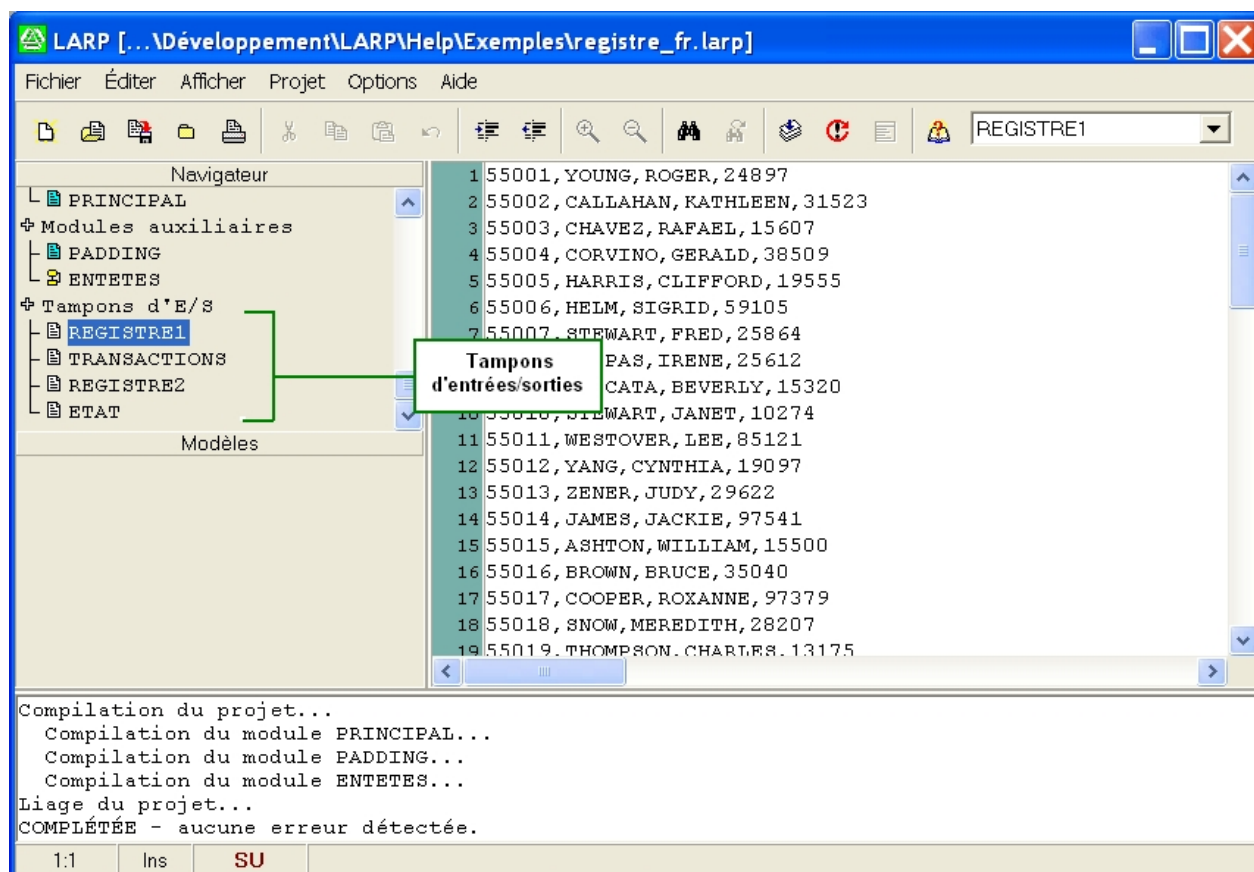 LARP [...\Développement\LARP\Help\Exemples\registre_fr.larp]
Fichier Éditer Afficher Projet Options Aide
REGISTRE1
Navigateur
PRINCIPAL
Modules auxiliaires
PADDING
ENTETES
Tampons d'E/S
REGISTRE1
TRANSACTIONS
REGISTRE2
ETAT
Modèles
Tampons
d'entrées/sorties
1 55001,YOUNG,ROGER,24897
2 55002,CALLAHAN,KATHLEEN,31523
3 55003,CHAVEZ,RAFAEL,15607
4 55004,CORVINO,GERALD,38509
5 55005,HARRIS,CLIFFORD,19555
6 55006,HELM,SIGRID,59105
7 55007,STEWART,FRED,25864
PAS,IRENE,25612
CATA,BEVERLY,15320
10 55010,STEWART,JANET,10274
11 55011,WESTOVER,LEE,85121
12 55012,YANG,CYNTHIA,19097
13 55013,ZENER,JUDY,29622
14 55014,JAMES,JACKIE,97541
15 55015,ASHTON,WILLIAM,15500
16 55016,BROWN,BRUCE,35040
17 55017,COOPER,ROXANNE,97379
18 55018,SNOW,MEREDITH,28207
19 55019,THOMPSON,CHARLES,13175
Compilation du projet...
Compilation du module PRINCIPAL...
Compilation du module PADDING...
Compilation du module ENTETES...
Liage du projet...
COMPLÉTÉE - aucune erreur détectée.
1:1 Ins SU